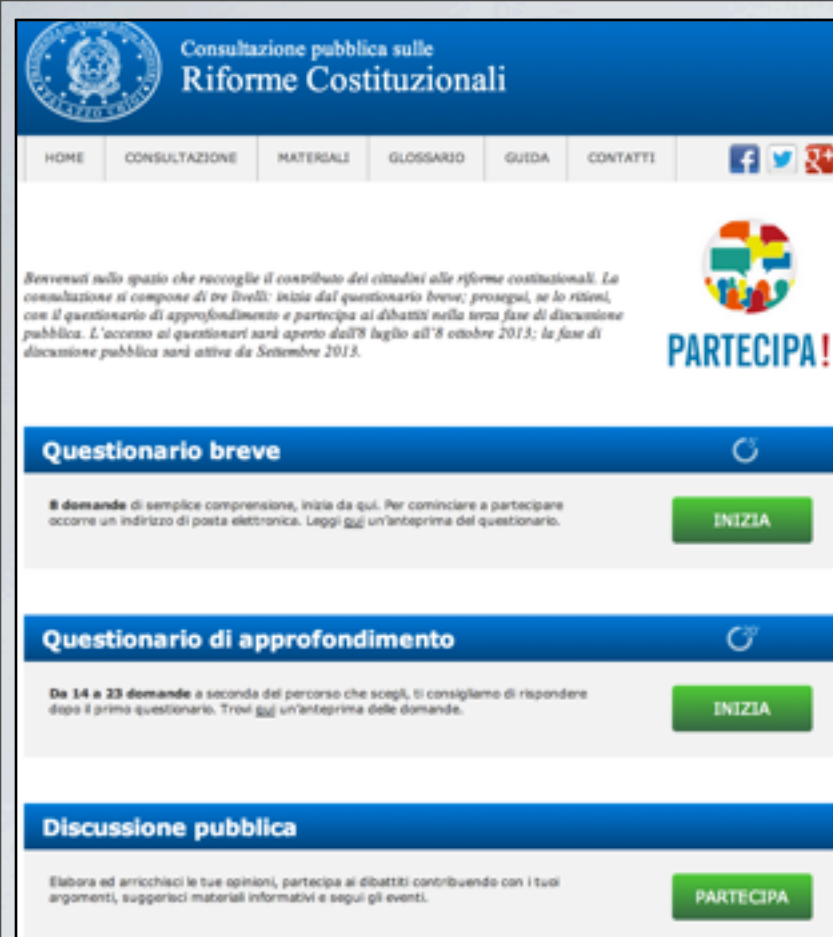 Consultazione pubblica sulle
Riforme Costituzionali
PALAZZO CHIGI
HOME CONSULTAZIONE MATERIALI GLOSSARIO GUIDA CONTATTI
Benvenuti sullo spazio che raccoglie il contributo dei cittadini alle riforme costituzionali. La
consultazione si compone di tre livelli: inizia dal questionario breve; prosegui, se lo ritieni,
con il questionario di approfondimento e partecipa ai dibattiti nella terza fase di discussione
pubblica. L'accesso ai questionari sarà aperto dall'8 luglio all'8 ottobre 2013; la fase di
discussione pubblica sarà attiva da Settembre 2013.
PARTECIPA!
Questionario breve
8 domande di semplice comprensione, inizia da qui. Per cominciare a partecipare
occorre un indirizzo di posta elettronica. Leggi qui un'anteprima del questionario.
INIZIA
Questionario di approfondimento
Da 14 a 23 domande a seconda del percorso che scegli, ti consigliamo di rispondere
dopo il primo questionario. Trovi qui un'anteprima delle domande.
INIZIA
Discussione pubblica
Elabora ed arricchisci le tue opinioni, partecipa ai dibattiti contribuendo con i tuoi
argomenti, suggerisci materiali informativi e segui gli eventi.
PARTECIPA